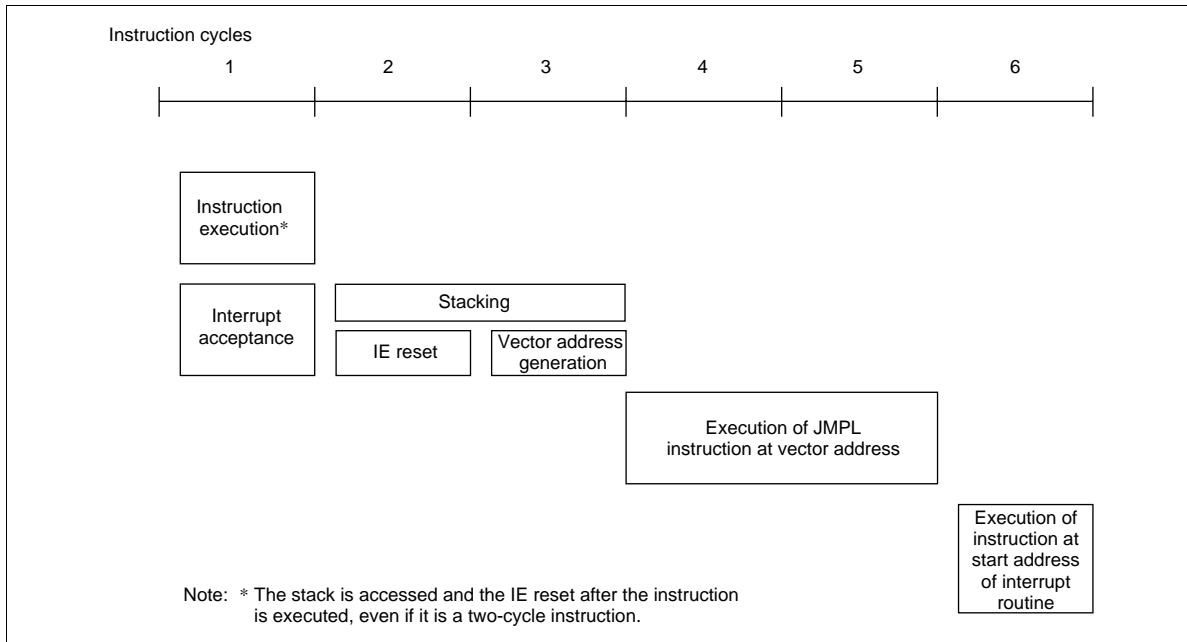 Instruction cycles
1 2 3 4 5 6
Instruction
execution*
Interrupt
acceptance
Stacking
IE reset
Vector address
generation
Execution of JMPL
instruction at vector address
Execution of
instruction at
start address
of interrupt
routine
Note: * The stack is accessed and the IE reset after the instruction
is executed, even if it is a two-cycle instruction.